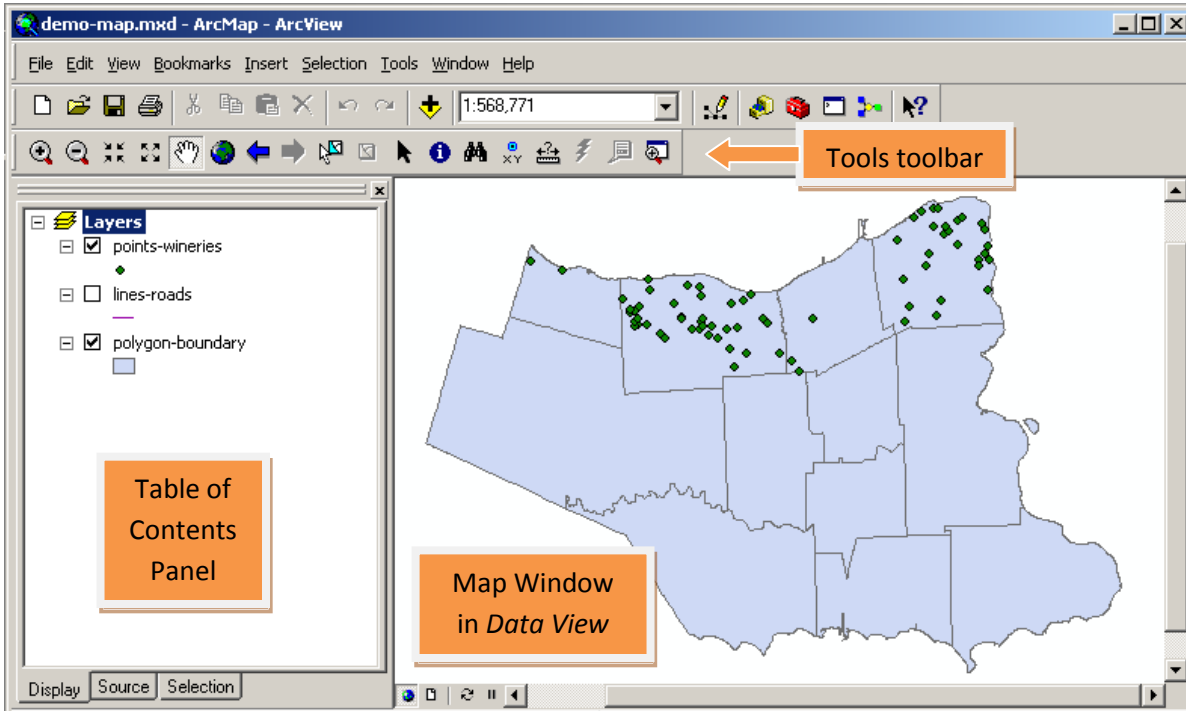 demo-map.mxd - ArcMap - ArcView
File Edit View Bookmarks Insert Selection Tools Window Help
1:568,771
XY
Tools toolbar
Layers
points-wineries
lines-roads
polygon-boundary
Table of
Contents
Panel
Map Window
in Data View
Display Source Selection